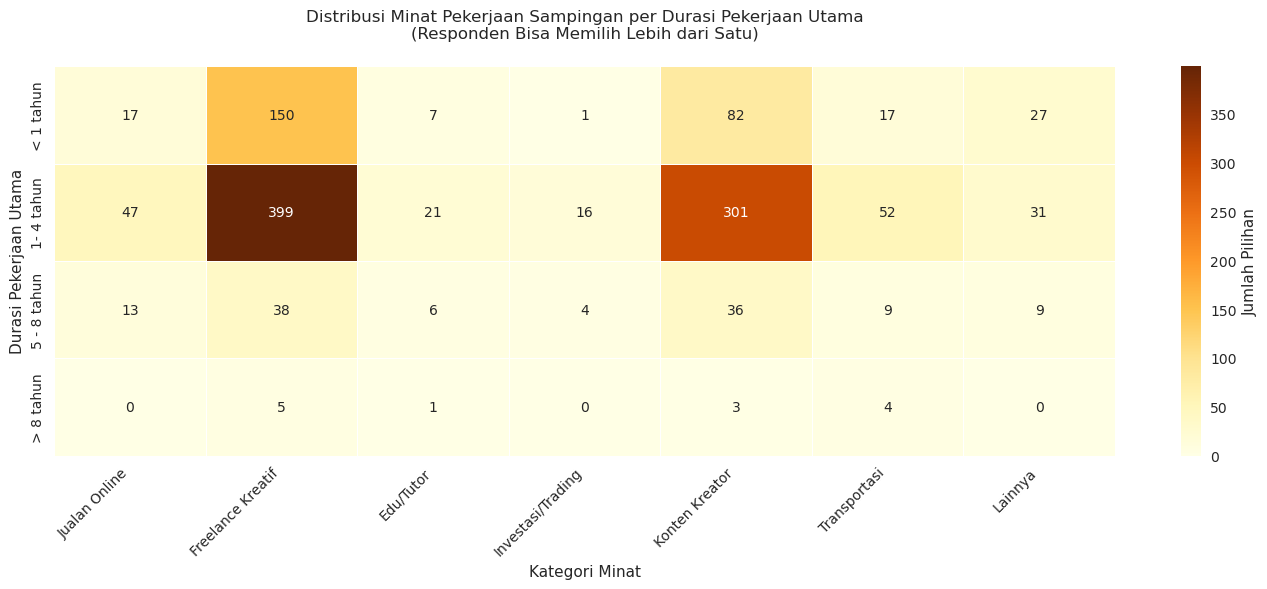 Distribusi Minat Pekerjaan Sampingan per Durasi Pekerjaan Utama
(Responden Bisa Memilih Lebih dari Satu)
Durasi Pekerjaan Utama
< 1 tahun
17 150 7 1 82 17 27
1- 4 tahun
47 399 21 16 301 52 31
5 - 8 tahun
13 38 6 4 36 9 9
> 8 tahun
0 5 1 0 3 4 0
Jualan Online
Freelance Kreatif
Edu/Tutor
Investasi/Trading
Konten Kreator
Transportasi
Lainnya
Kategori Minat
350
300
250
200
150
100
50
0
Jumlah Pilihan